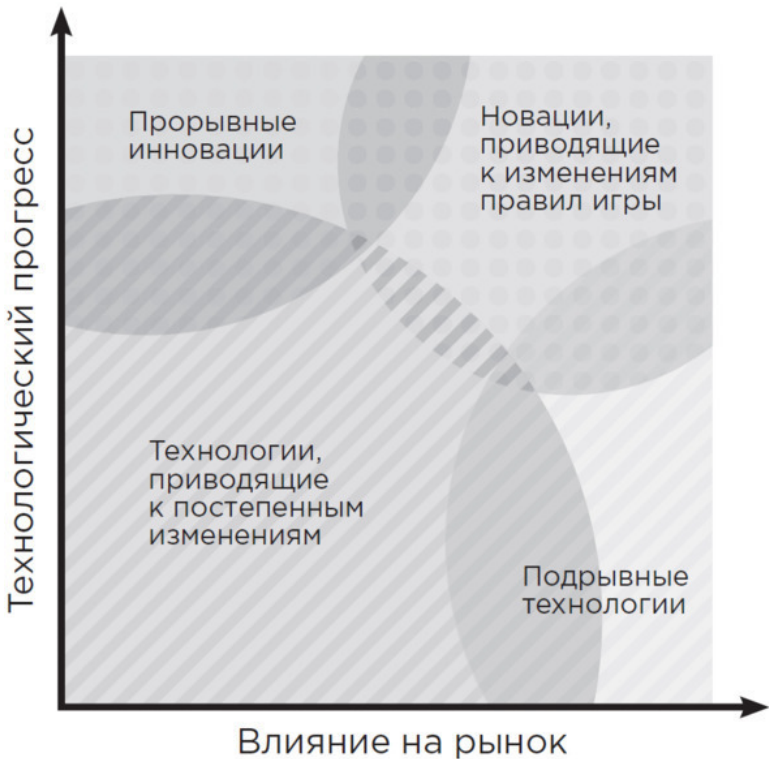 Технологический прогресс
Прорывные
инновации
Новации,
приводящие
к изменениям
правил игры
Технологии,
приводящие
к постепенным
изменениям
Подрывные
технологии
Влияние на рынок